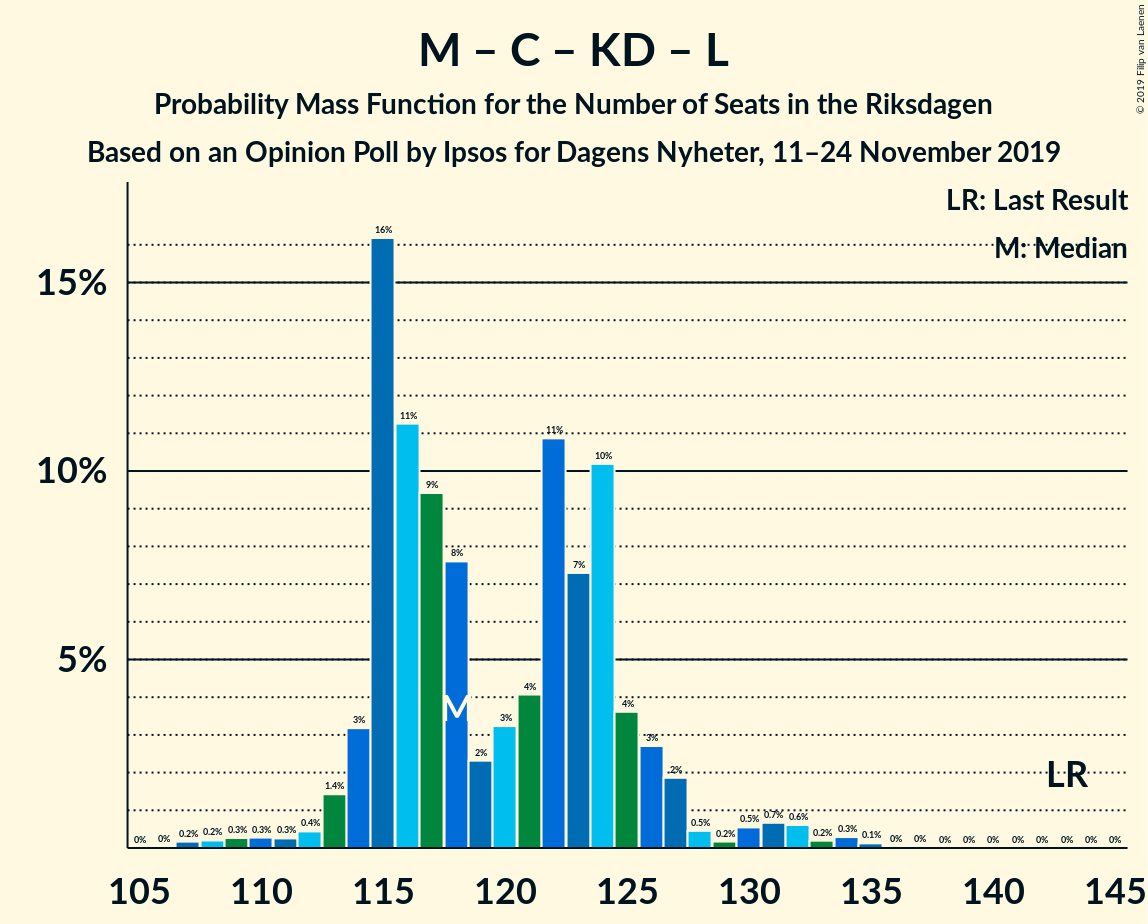 M – C – KD – L
Probability Mass Function for the Number of Seats in the Riksdagen
Based on an Opinion Poll by Ipsos for Dagens Nyheter, 11–24 November 2019
© 2019 Filip van Laenen
LR: Last Result
M: Median
15%
10%
5%
0% 0% 0.2% 0.2% 0.3% 0.3% 0.3% 0.4% 1.4% 3% 16% 11% 9% 8% 2% 3% 4% 11% 7% 10% 4% 3% 2% 0.5% 0.2% 0.5% 0.7% 0.6% 0.2% 0.3% 0.1% 0% 0% 0% 0% 0% 0% 0% 0% 0% 0%
M
LR
105 110 115 120 125 130 135 140 145